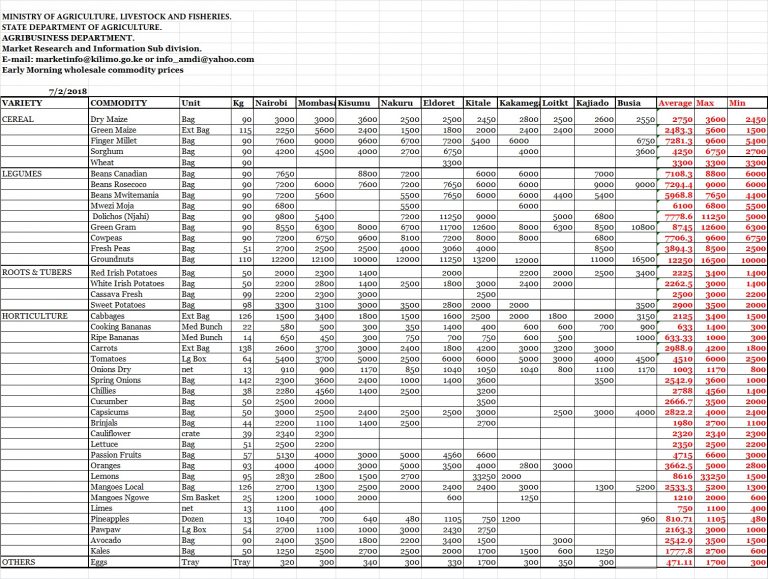 MINISTRY OF AGRICULTURE, LIVESTOCK AND FISHERIES.
STATE DEPARTMENT OF AGRICULTURE.
AGRIBUSINESS DEPARTMENT.
Market Research and Information Sub division.
E-mail: marketinfo@kilimo.go.ke or info_amdi@yahoo.com
Early Morning wholesale commodity prices
7/2/2018
VARIETY COMMODITY Unit Kg Nairobi Mombasa Kisumu Nakuru Eldoret Kitale Kakamega Loitkt Kajiado Busia Average Max Min
CEREAL Dry Maize Bag 90 3000 3000 3600 2500 2500 2450 2800 2500 2600 2550 2750 3600 2450
Green Maize Ext Bag 115 2250 5600 2400 1500 1800 2000 2400 2400 2000 2483.3 5600 1500
Finger Millet Bag 90 7600 9000 9600 6700 7200 5400 6000 6750 7281.3 9600 5400
Sorghum Bag 90 4200 4500 4000 2700 6750 4000 3600 4250 6750 2700
Wheat Bag 90 3300 3300 3300 3300
LEGUMES Beans Canadian Bag 90 7650 8800 7200 6000 6000 7000 7108.3 8800 6000
Beans Rosecoco Bag 90 7200 6000 7600 7200 7650 6000 6000 9000 9000 7294.4 9000 6000
Beans Mwitemania Bag 90 7200 5600 5500 7650 6000 6000 4400 5400 5968.8 7650 4400
Mwezi Moja Bag 90 6800 5500 6000 6100 6800 5500
Dolichos (Njahi) Bag 90 9800 5400 7200 11250 9000 5000 6800 7778.6 11250 5000
Green Gram Bag 90 8550 6300 8000 6700 11700 12600 8000 6300 8500 10800 8745 12600 6300
Cowpeas Bag 90 7200 6750 9600 8100 7200 8000 8000 6800 7706.3 9600 6750
Fresh Peas Bag 51 2700 2500 2500 4000 3060 4000 8500 3894.3 8500 2500
Groundnuts Bag 110 12200 12100 10000 12000 11250 13200 12000 11000 16500 12250 16500 10000
ROOTS & TUBERS Red Irish Potatoes Bag 50 2000 2300 1400 2000 2200 2000 2500 3400 2225 3400 1400
White Irish Potatoes Bag 50 2200 2800 1400 2500 1800 3000 2400 2000 2262.5 3000 1400
Cassava Fresh Bag 99 2200 2300 3000 2500 2500 3000 2200
Sweet Potatoes Bag 98 3300 3100 3000 3500 2800 2000 2000 3500 2900 3500 2000
HORTICULTURE Cabbages Ext Bag 126 1500 3400 1800 1500 1600 2500 2000 1800 2000 3150 2125 3400 1500
Cooking Bananas Med Bunch 22 580 500 300 350 1400 400 600 600 700 900 633 1400 300
Ripe Bananas Med Bunch 14 650 450 300 750 700 750 600 500 1000 633.33 1000 300
Carrots Ext Bag 138 2600 3700 3000 2400 1800 4200 3000 3200 3000 2988.9 4200 1800
Tomatoes Lg Box 64 5400 3700 5000 2500 6000 6000 5000 3000 4000 4500 4510 6000 2500
Onions Dry net 13 910 900 1170 850 1040 1050 1040 800 1100 1170 1003 1170 800
Spring Onions Bag 142 2300 3600 2400 1000 1400 3600 3500 2542.9 3600 1000
Chillies Bag 38 2280 4560 1400 2500 3200 2788 4560 1400
Cucumber Bag 50 2500 2000 3500 2666.7 3500 2000
Capsicums Bag 50 3000 2500 2400 2500 2500 3000 2500 3000 4000 2822.2 4000 2400
Brinjals Bag 44 2200 1100 1400 2500 2700 1980 2700 1100
Cauliflower crate 39 2340 2300 2320 2340 2300
Lettuce Bag 51 2500 2200 2350 2500 2200
Passion Fruits Bag 57 5130 4000 3000 5000 4560 6600 4715 6600 3000
Oranges Bag 93 4000 4000 3000 5000 3500 4000 2800 3000 3662.5 5000 2800
Lemons Bag 95 2830 2800 1500 2700 33250 2000 8616 33250 1500
Mangoes Local Bag 126 2700 1300 2500 2000 2400 2400 3000 1300 5200 2533.3 5200 1300
Mangoes Ngowe Sm Basket 25 1200 1000 2000 600 1250 1210 2000 600
Limes net 13 1100 400 750 1100 400
Pineapples Dozen 13 1040 700 640 480 1105 750 1200 960 810.71 1105 480
Pawpaw Lg Box 54 2700 1100 1000 3000 2430 2750 2163.3 3000 1000
Avocado Bag 90 2400 3500 1800 2200 3400 1500 3000 2542.9 3500 1500
Kales Bag 50 1250 2500 2700 2500 2000 1700 1500 600 1250 1777.8 2700 600
OTHERS Eggs Tray Tray 320 300 340 300 330 1700 300 350 300 471.11 1700 300